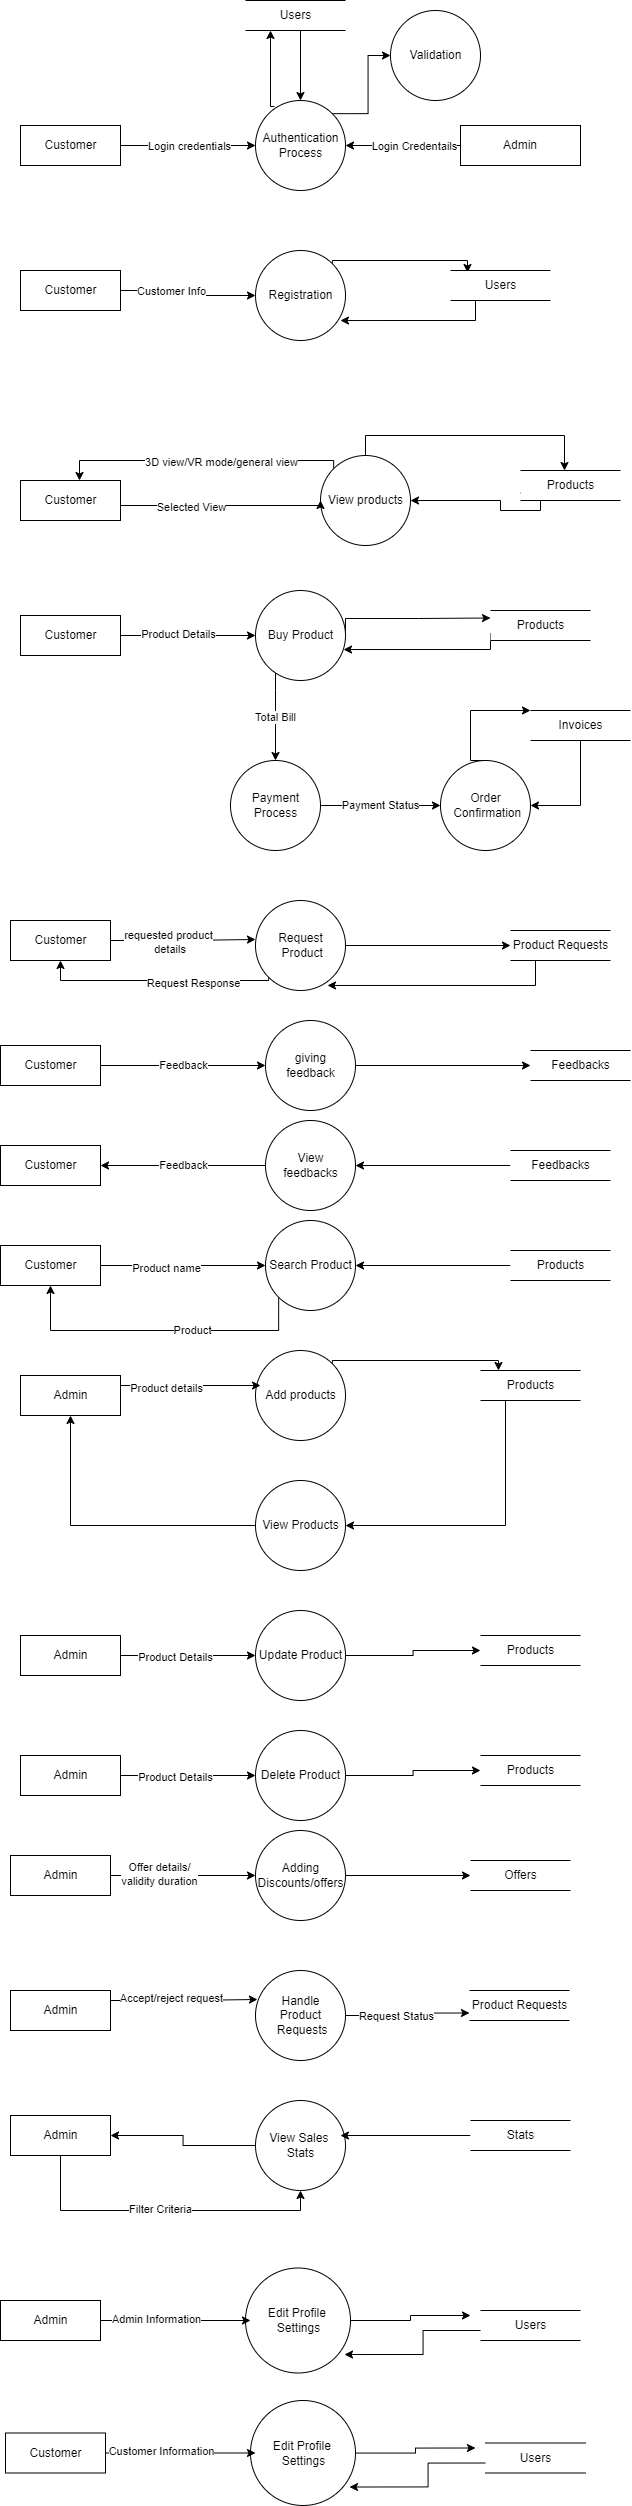 Users
Validation
Authentication
Process
Customer
Login credentials
Login Credentails
Admin
Customer
Customer Info
Registration
Users
3D view/VR mode/general view
Customer
Selected View
View products
Products
Customer
Product Details
Buy Product
Products
Total Bill
Invoices
Payment
Process
Payment Status
Order
Confirmation
Customer
requested product
details
Request
Product
Product Requests
Request Response
Customer
Feedback
giving
feedback
Feedbacks
Customer
Feedback
View
feedbacks
Feedbacks
Customer
Product name
Search Product
Products
Product
Admin
Product details
Add products
Products
View Products
Admin
Product Details
Update Product
Products
Admin
Product Details
Delete Product
Products
Admin
Offer details/
validity duration
Adding
Discounts/offers
Offers
Admin
Accept/reject request
Handle
Product
Requests
Request Status
Product Requests
Admin
View Sales
Stats
Stats
Filter Criteria
Admin
Admin Information
Edit Profile
Settings
Users
Customer
Customer Information
Edit Profile
Settings
Users